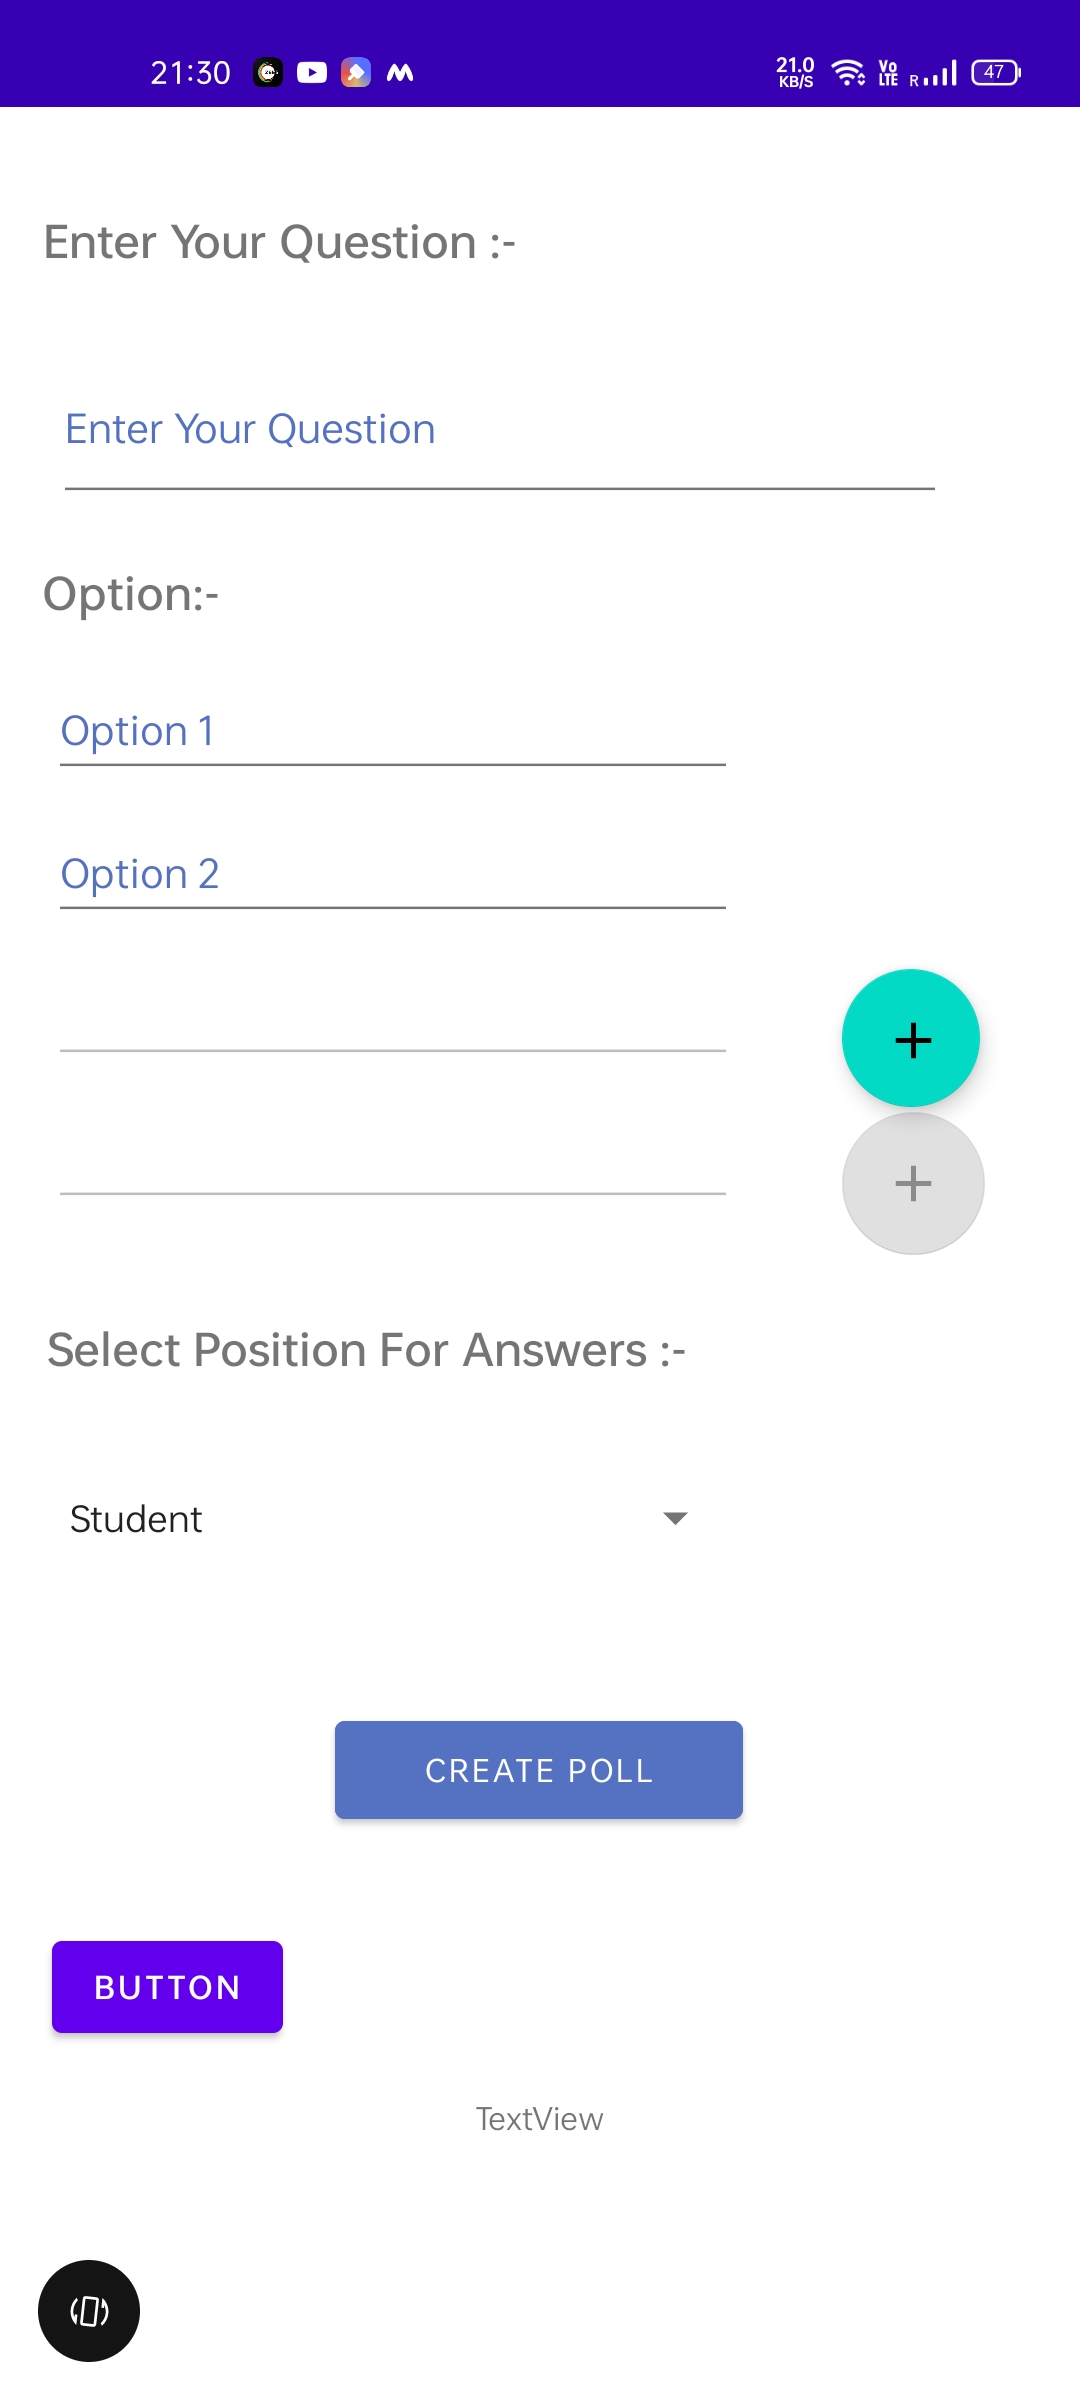 21:30
21.0
KB/S
Vo
LTE
R
47
Enter Your Question :-
Enter Your Question
Option:-
Option 1
Option 2
Select Position For Answers :-
Student
CREATE POLL
BUTTON
TextView